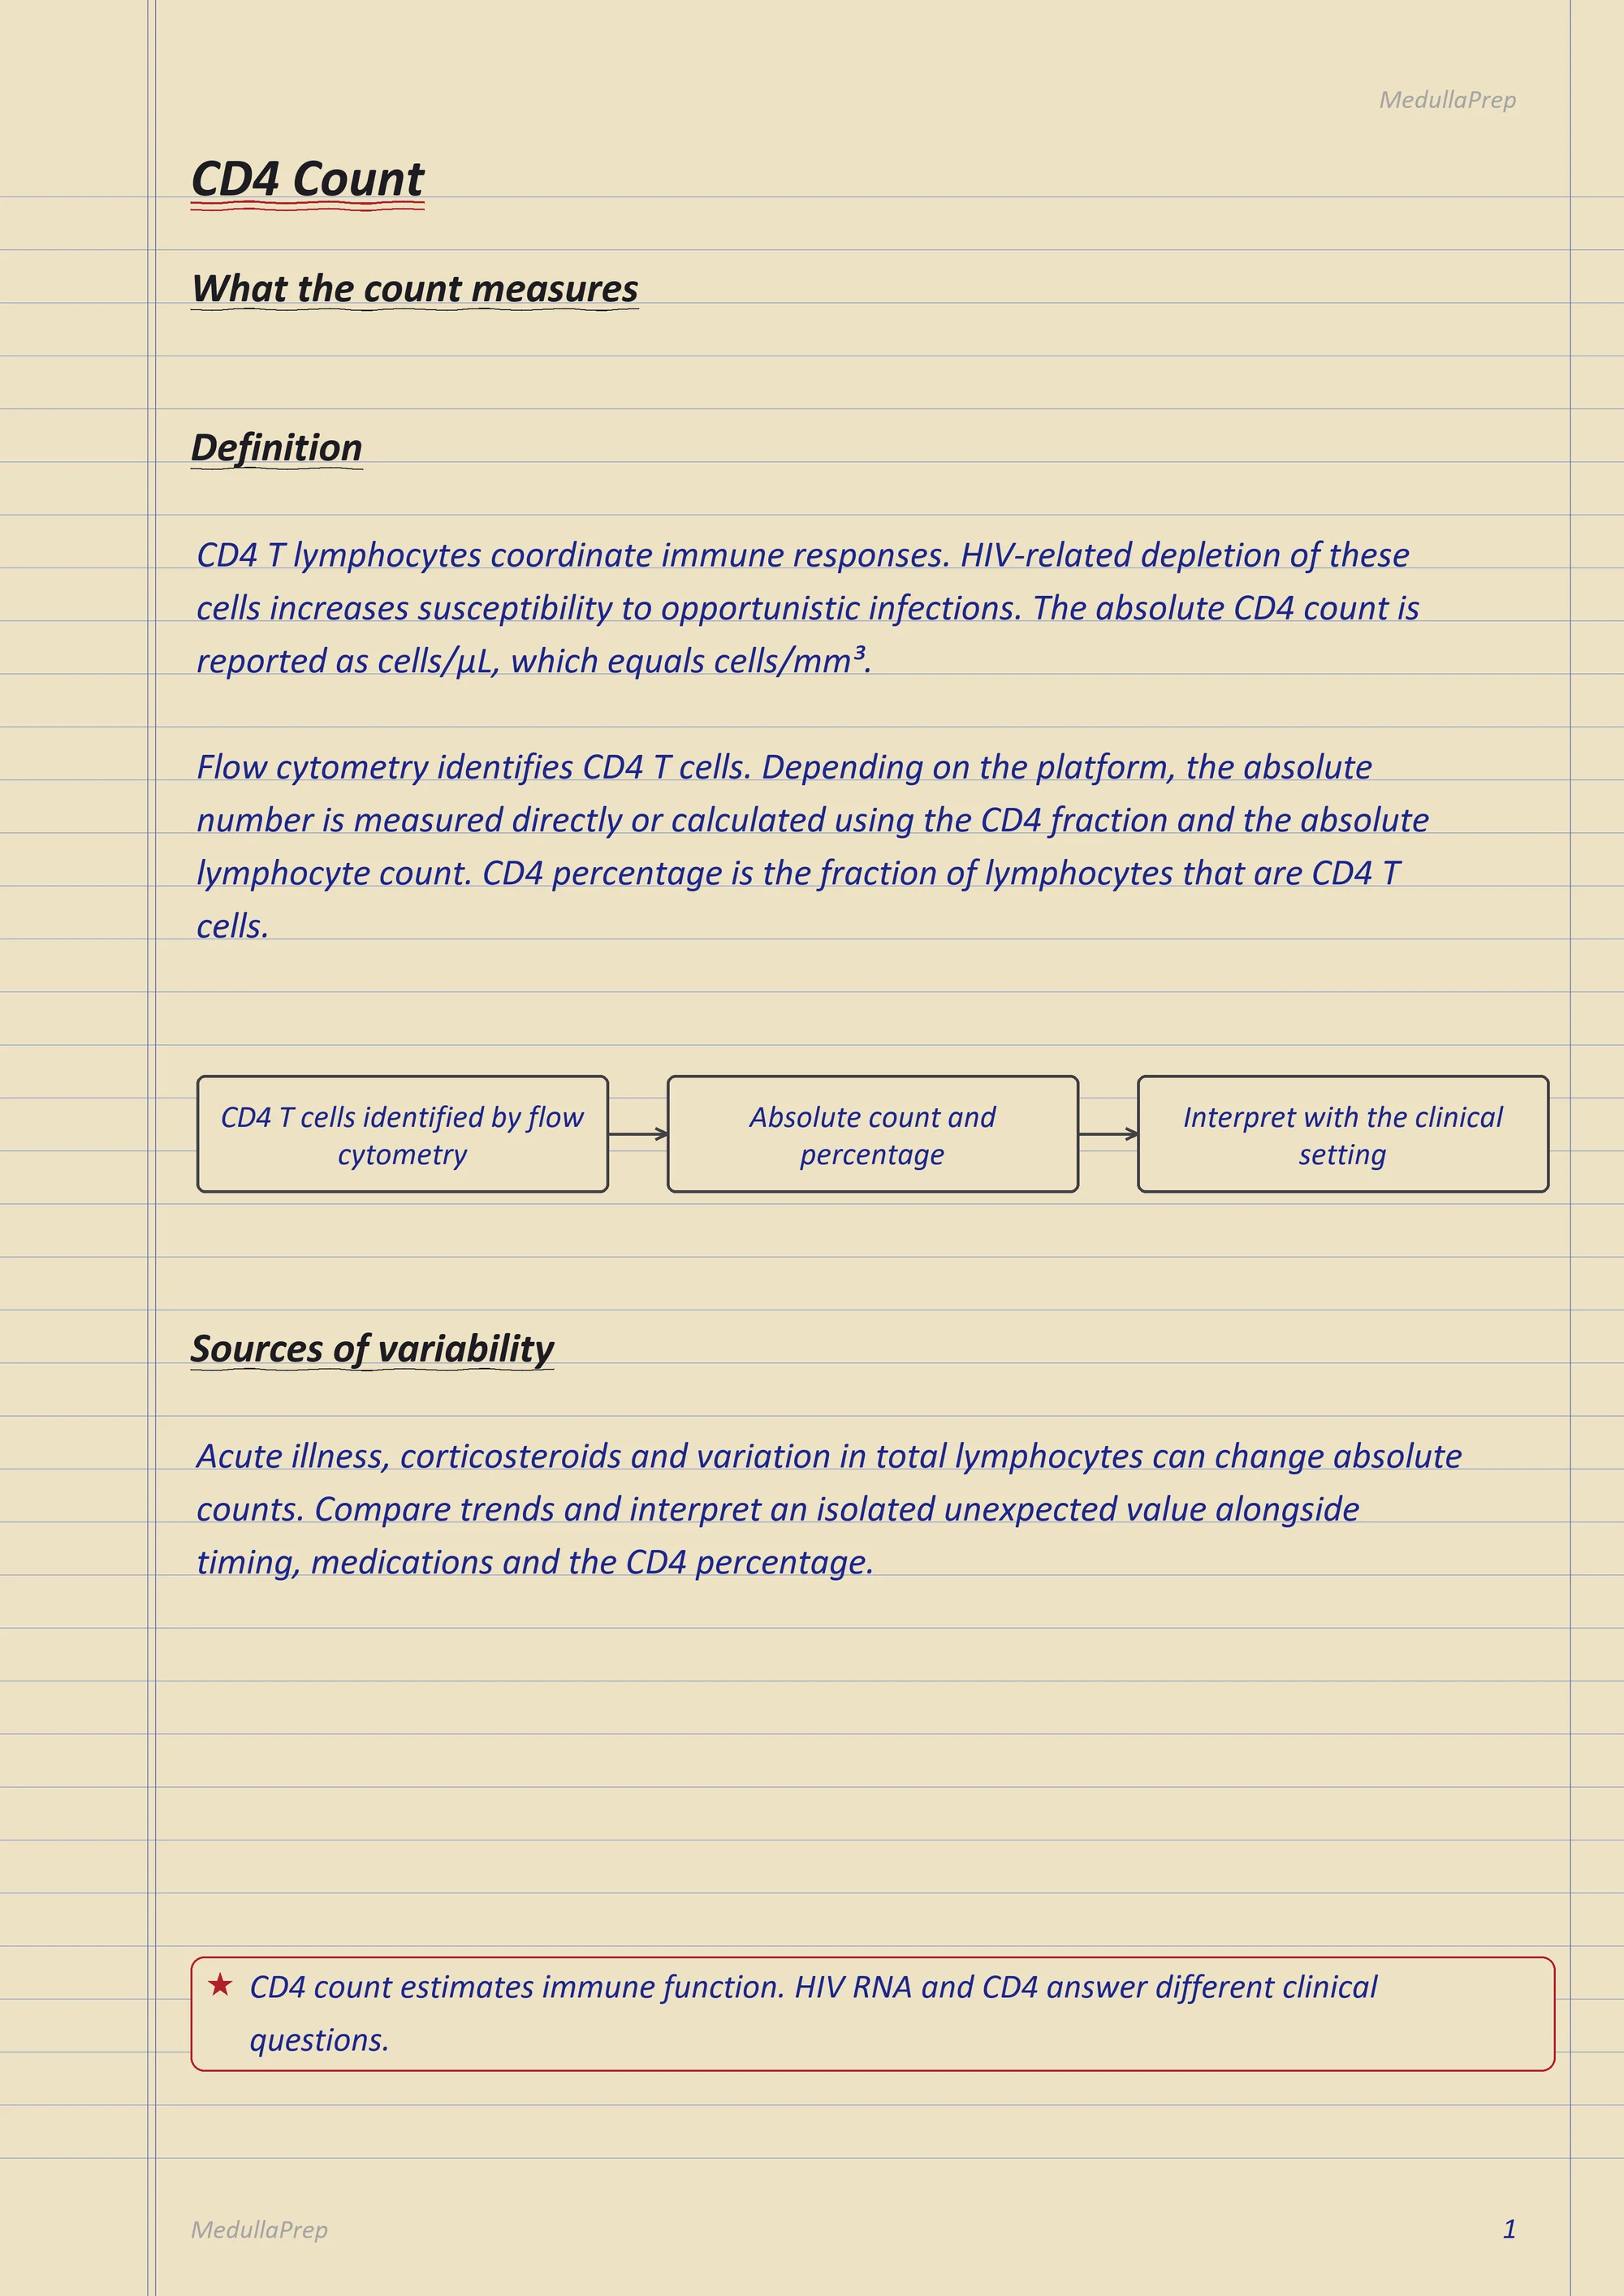 MedullaPrep
CD4 Count
What the count measures
Definition
CD4 T lymphocytes coordinate immune responses. HIV-related depletion of these
cells increases susceptibility to opportunistic infections. The absolute CD4 count is
reported as cells/µL, which equals cells/mm³.
Flow cytometry identifies CD4 T cells. Depending on the platform, the absolute
number is measured directly or calculated using the CD4 fraction and the absolute
lymphocyte count. CD4 percentage is the fraction of lymphocytes that are CD4 T
cells.
CD4 T cells identified by flow
cytometry
Absolute count and
percentage
Interpret with the clinical
setting
Sources of variability
Acute illness, corticosteroids and variation in total lymphocytes can change absolute
counts. Compare trends and interpret an isolated unexpected value alongside
timing, medications and the CD4 percentage.
★ CD4 count estimates immune function. HIV RNA and CD4 answer different clinical
questions.
MedullaPrep
1